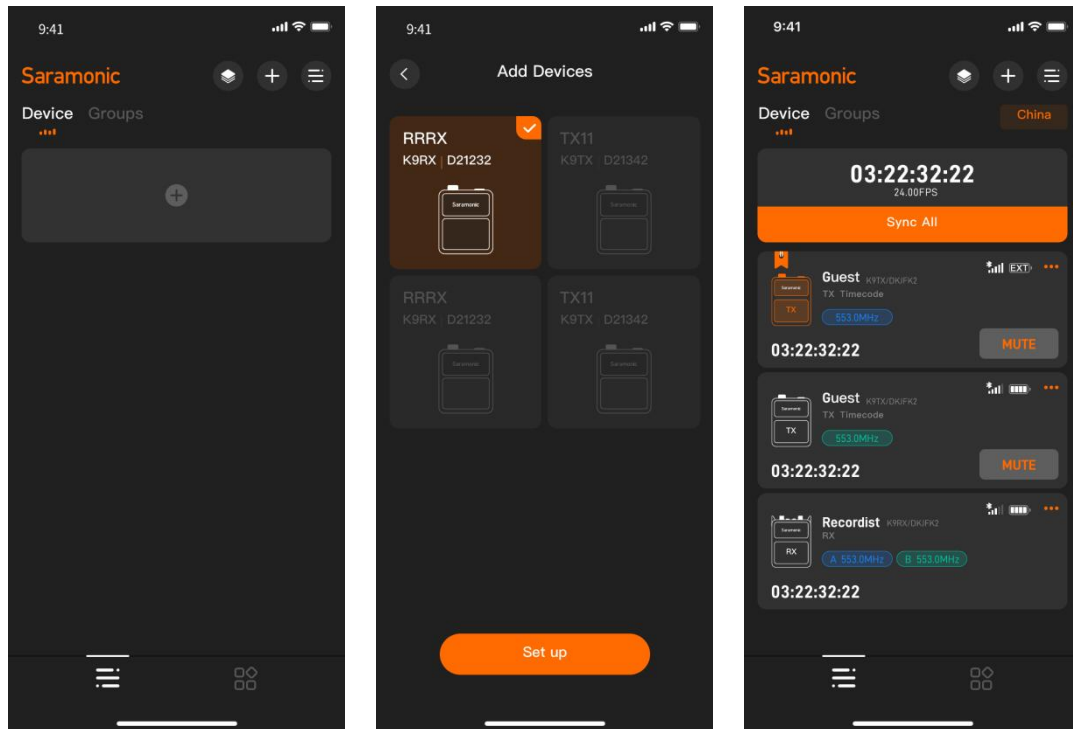 9:41
Saramonic
Device Groups
9:41
Add Devices
RRRX
K9RX | D21232
Saramonic
TX11
K9TX | D21342
Saramonic
RRRX
K9RX | D21232
Saramonic
TX11
K9TX | D21342
Saramonic
Set up
9:41
Saramonic
Device Groups
China
03:22:32:22
24.00FPS
Sync All
Guest K9TX/DK/FK2
EXT
TX Timecode
Saramonic
TX
553.0MHz
03:22:32:22
MUTE
Guest K9TX/DK/FK2
TX Timecode
Saramonic
TX
553.0MHz
03:22:32:22
MUTE
Recordist K9RX/DK/FK2
RX
Saramonic
RX
A 553.0MHz B 553.0MHz
03:22:32:22